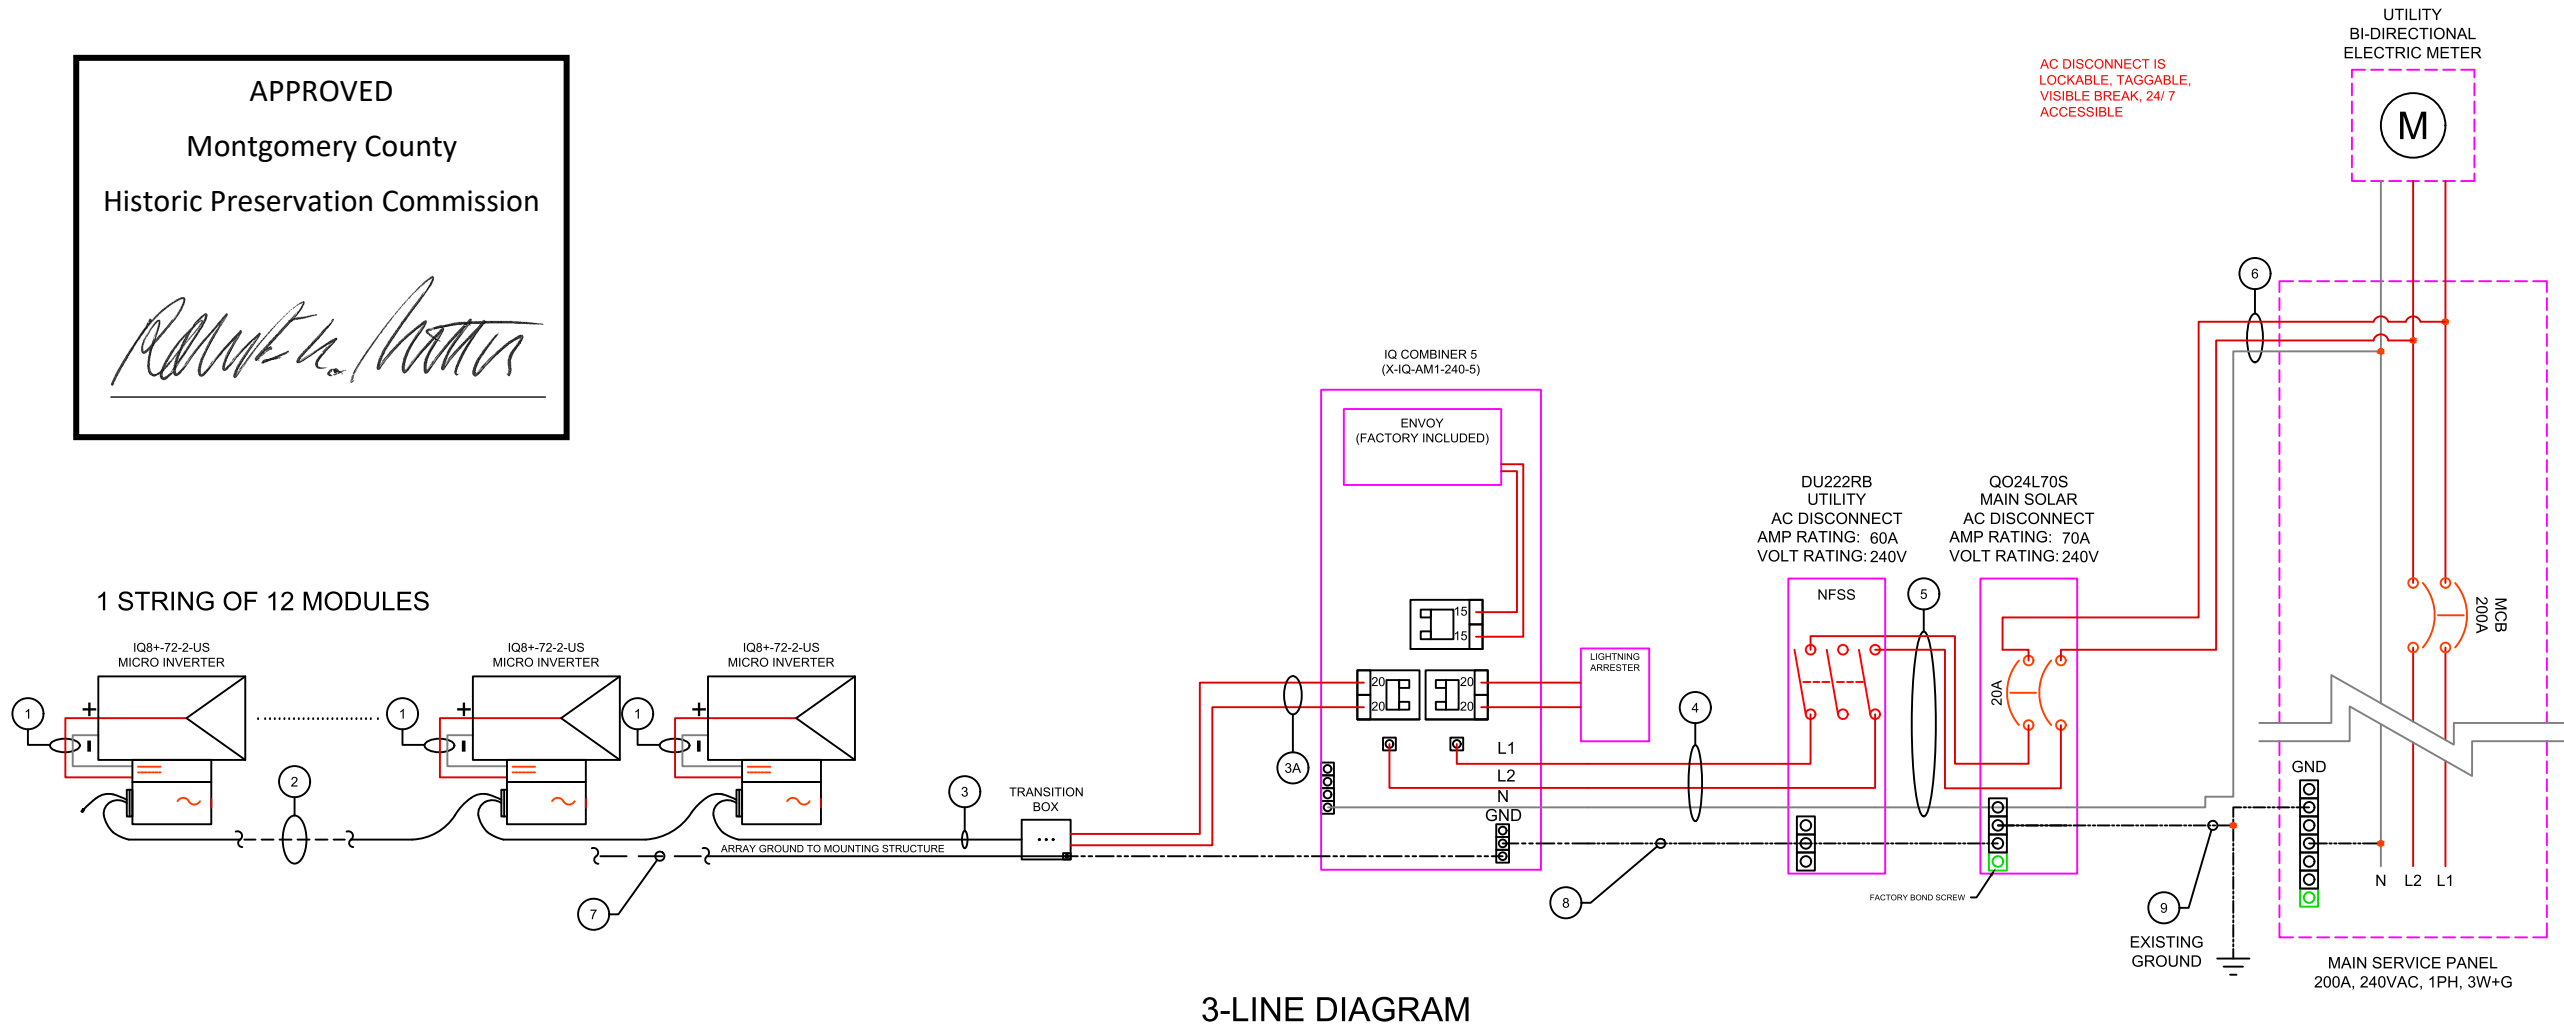 APPROVED
Montgomery County
Historic Preservation Commission
AC DISCONNECT IS
LOCKABLE, TAGGABLE,
VISIBLE BREAK, 24/ 7
ACCESSIBLE
UTILITY
BI-DIRECTIONAL
ELECTRIC METER
M
6
IQ COMBINER 5
(X-IQ-AM1-240-5)
ENVOY
(FACTORY INCLUDED)
15
15
20
20
20
20
LIGHTNING
ARRESTER
3A
L1
L2
N
GND
4
DU222RB
UTILITY
AC DISCONNECT
AMP RATING: 60A
VOLT RATING: 240V
NFSS
5
QO24L70S
MAIN SOLAR
AC DISCONNECT
AMP RATING: 70A
VOLT RATING: 240V
20A
MCB
200A
1 STRING OF 12 MODULES
IQ8+-72-2-US
MICRO INVERTER
IQ8+-72-2-US
MICRO INVERTER
IQ8+-72-2-US
MICRO INVERTER
1
1
1
2
3
TRANSITION
BOX
ARRAY GROUND TO MOUNTING STRUCTURE
7
8
FACTORY BOND SCREW
9
EXISTING
GROUND
GND
N L2 L1
MAIN SERVICE PANEL
200A, 240VAC, 1PH, 3W+G
3-LINE DIAGRAM